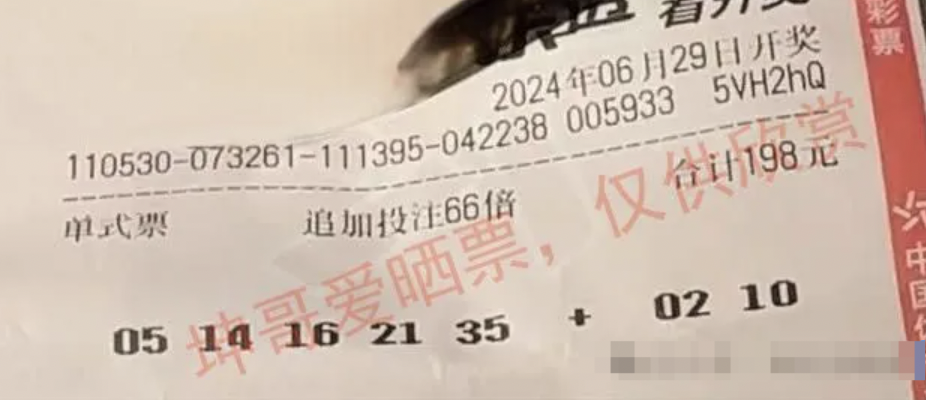 看开奖
彩票
2024年06月29日开奖
110530-073261-111395-042238 005933 5VH2hQ
单式票 追加投注66倍 合计198元
坤哥爱晒票，仅供欣赏
05 14 16 21 35 + 02 10
中国体